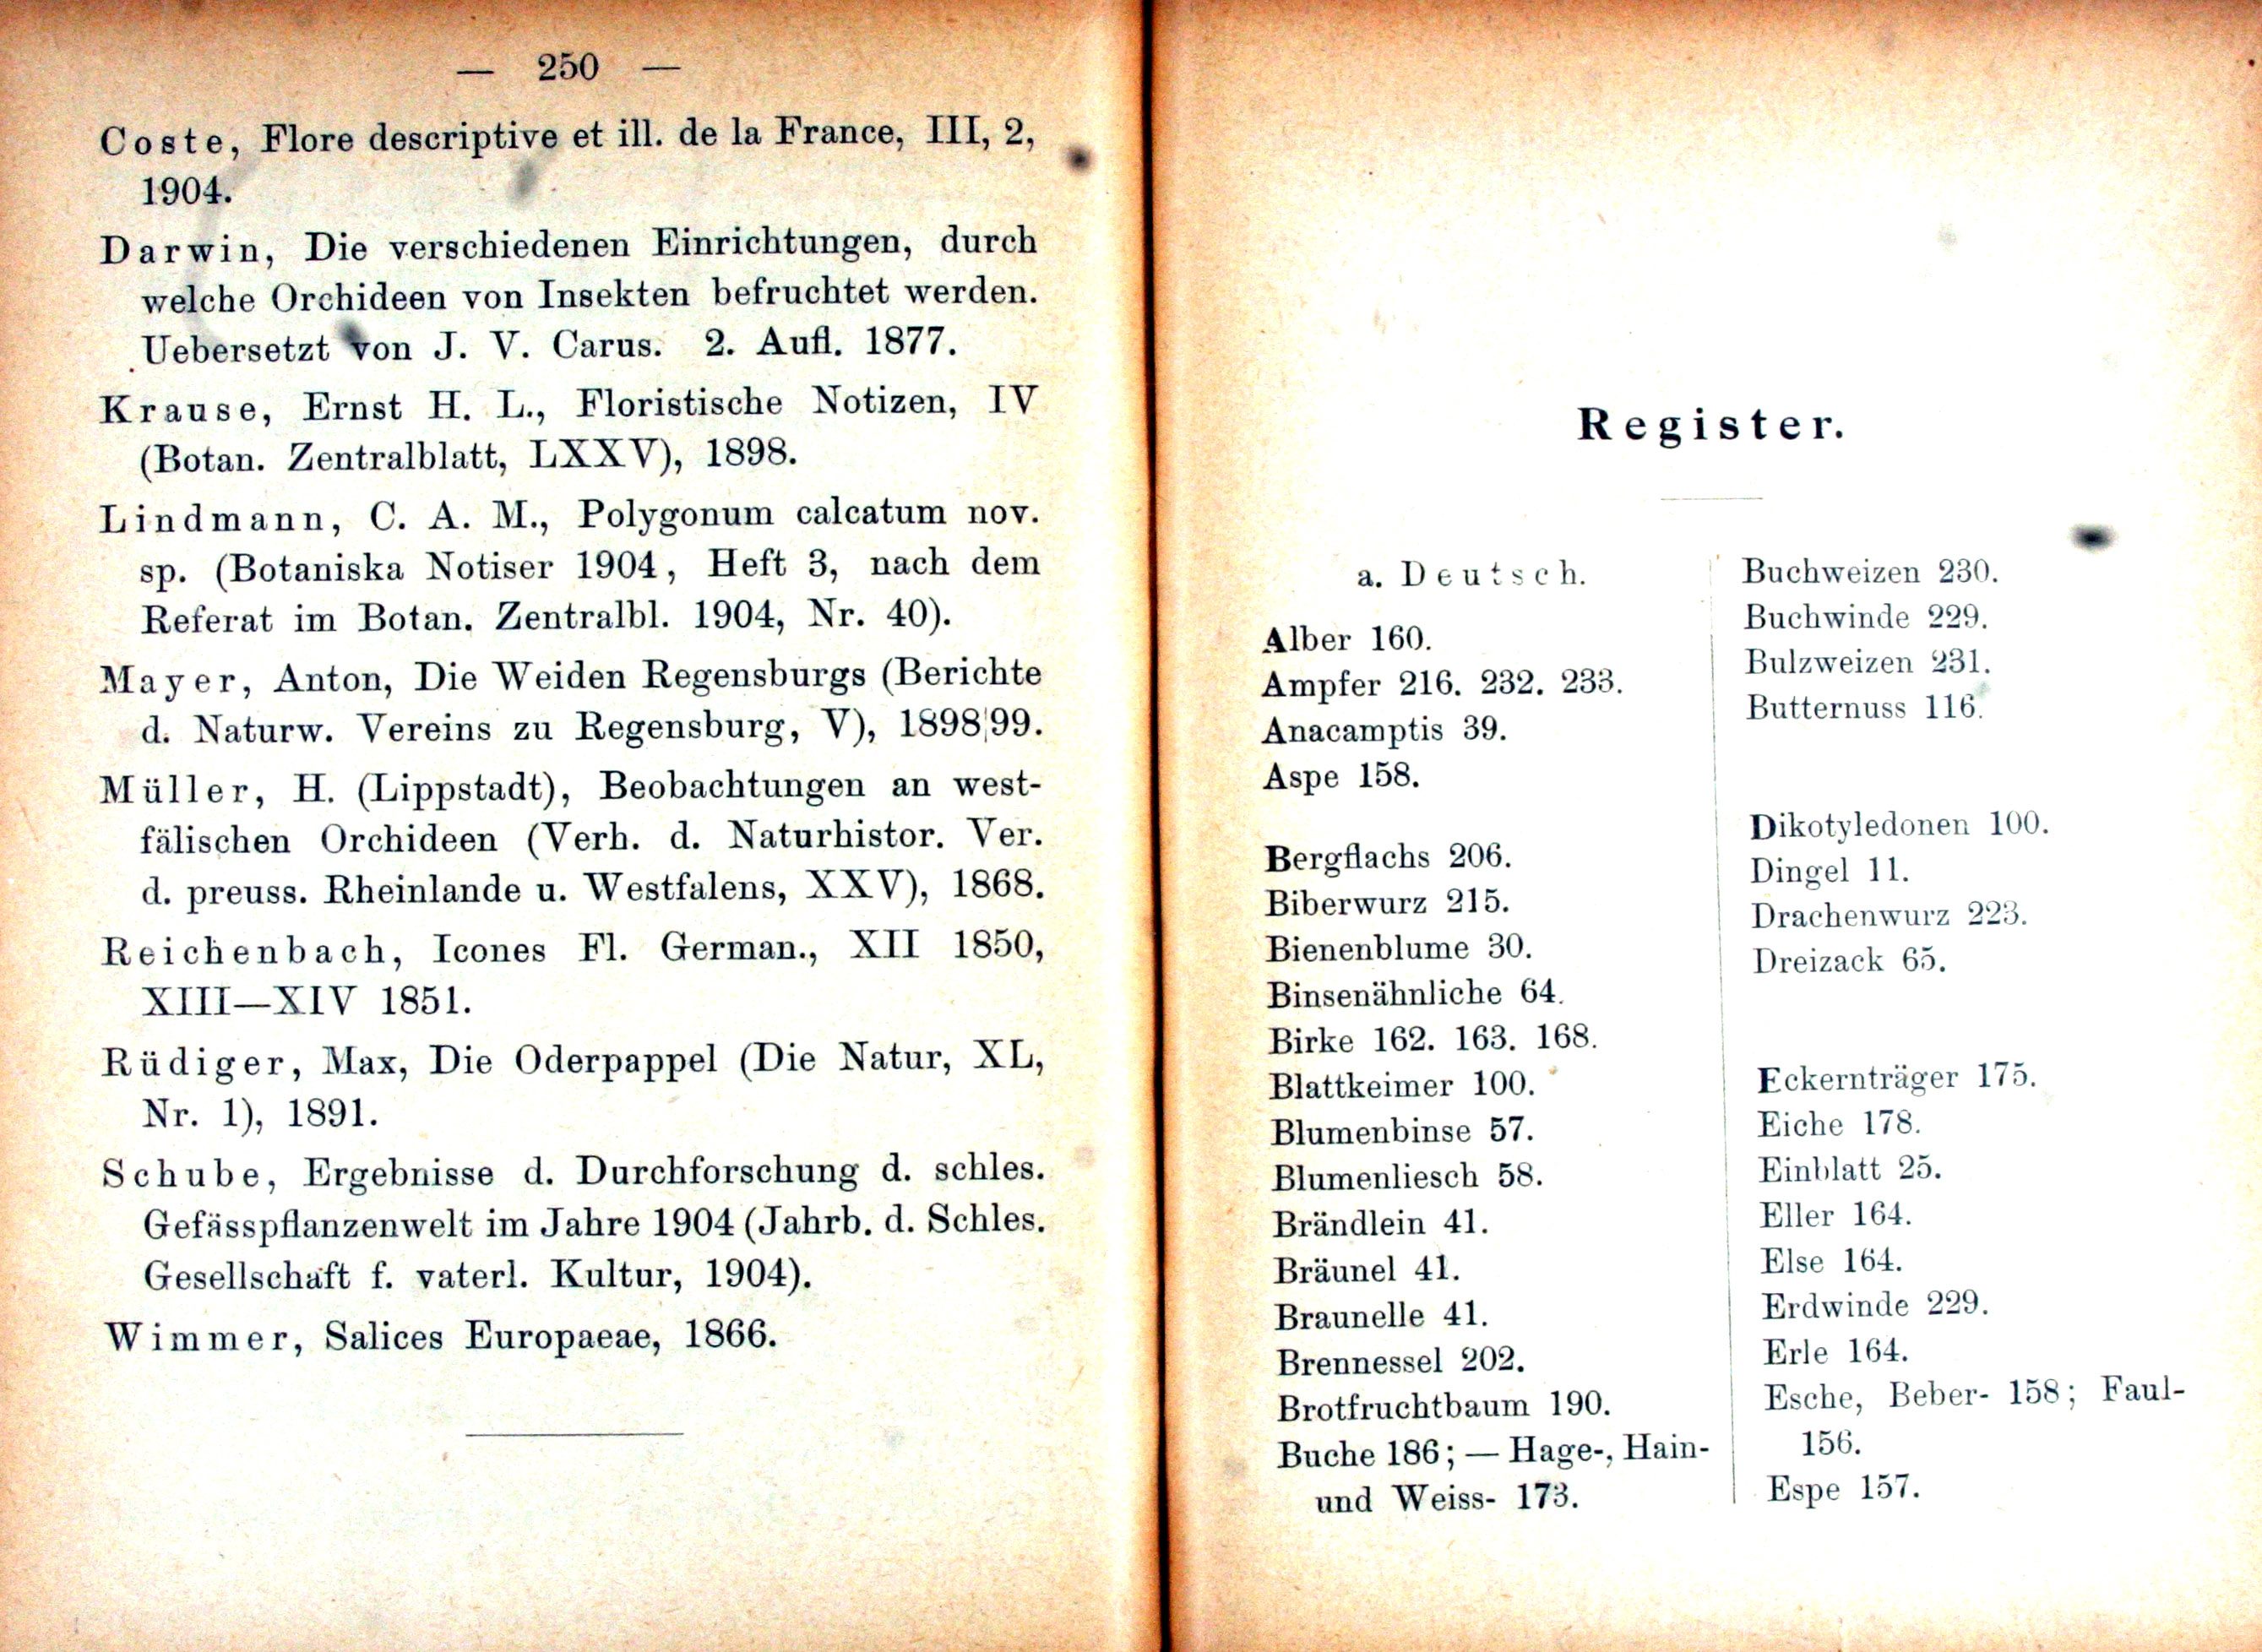 — 250 —
Coste, Flore descriptive et ill. de la France, III, 2,
1904.
Darwin, Die verschiedenen Einrichtungen, durch
welche Orchideen von Insekten befruchtet werden.
Uebersetzt von J. V. Carus. 2. Aufl. 1877.
Krause, Ernst H. L., Floristische Notizen, IV
(Botan. Zentralblatt, LXXV), 1898.
Lindmann, C. A. M., Polygonum calcatum nov.
sp. (Botaniska Notiser 1904, Heft 3, nach dem
Referat im Botan. Zentralbl. 1904, Nr. 40).
Mayer, Anton, Die Weiden Regensburgs (Berichte
d. Naturw. Vereins zu Regensburg, V), 1898/99.
Müller, H. (Lippstadt), Beobachtungen an west-
fälischen Orchideen (Verh. d. Naturhistor. Ver.
d. preuss. Rheinlande u. Westfalens, XXV), 1868.
Reichenbach, Icones Fl. German., XII 1850,
XIII—XIV 1851.
Rüdiger, Max, Die Oderpappel (Die Natur, XL,
Nr. 1), 1891.
Schube, Ergebnisse d. Durchforschung d. schles.
Gefässpflanzenwelt im Jahre 1904 (Jahrb. d. Schles.
Gesellschaft f. vaterl. Kultur, 1904).
Wimmer, Salices Europaeae, 1866.
Register.
a. Deutsch.
Alber 160.
Ampfer 216. 232. 233.
Anacamptis 39.
Aspe 158.
Bergflachs 206.
Biberwurz 215.
Bienenblume 30.
Binsenähnliche 64.
Birke 162. 163. 168.
Blattkeimer 100.
Blumenbinse 57.
Blumenliesch 58.
Brändlein 41.
Bräunel 41.
Braunelle 41.
Brennessel 202.
Brotfruchtbaum 190.
Buche 186; — Hage-, Hain-
und Weiss- 173.
Buchweizen 230.
Buchwinde 229.
Bulzweizen 231.
Butternuss 116.
Dikotyledonen 100.
Dingel 11.
Drachenwurz 223.
Dreizack 65.
Eckernträger 175.
Eiche 178.
Einblatt 25.
Eller 164.
Else 164.
Erdwinde 229.
Erle 164.
Esche, Beber- 158; Faul-
156.
Espe 157.